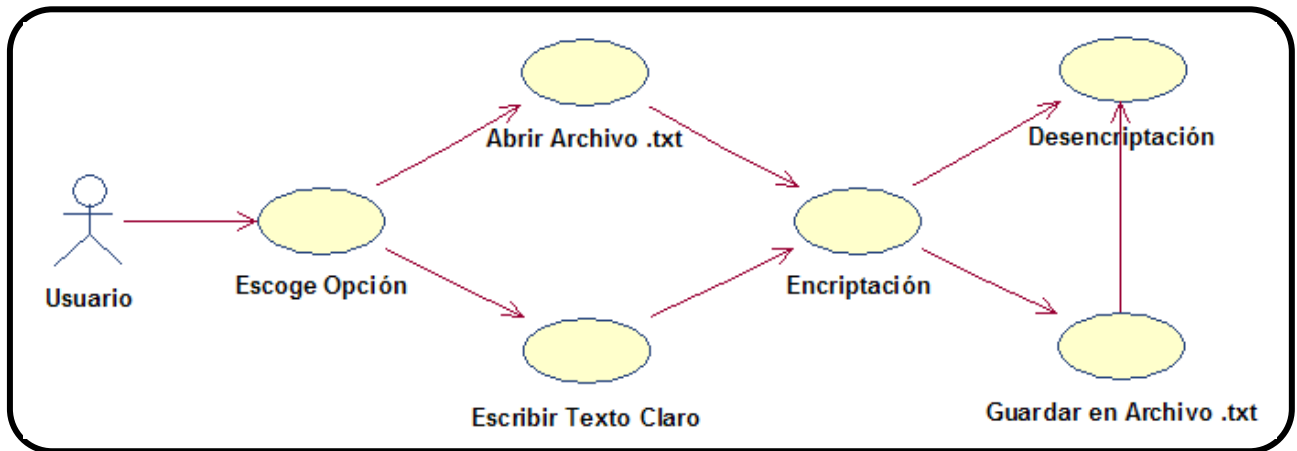 Abrir Archivo .txt
Desencriptación
Usuario
Escoge Opción
Encriptación
Escribir Texto Claro
Guardar en Archivo .txt